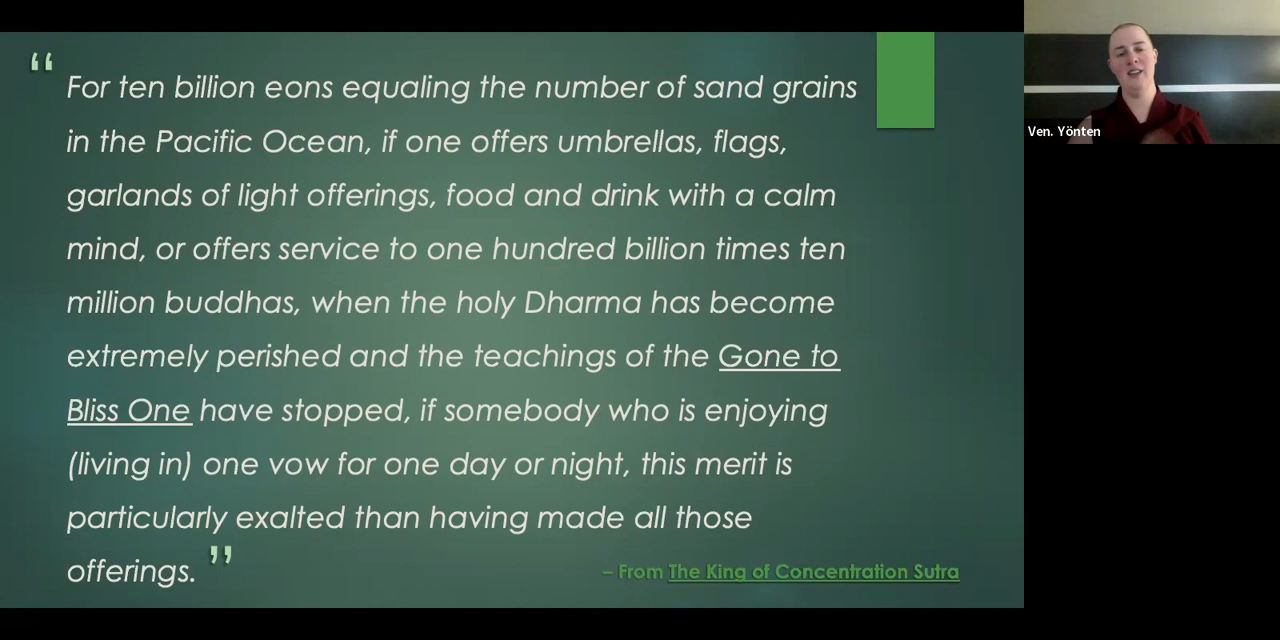 “ For ten billion eons equaling the number of sand grains
in the Pacific Ocean, if one offers umbrellas, flags,
garlands of light offerings, food and drink with a calm
mind, or offers service to one hundred billion times ten
million buddhas, when the holy Dharma has become
extremely perished and the teachings of the Gone to
Bliss One have stopped, if somebody who is enjoying
(living in) one vow for one day or night, this merit is
particularly exalted than having made all those
offerings. ”
– From The King of Concentration Sutra
Ven. Yönten